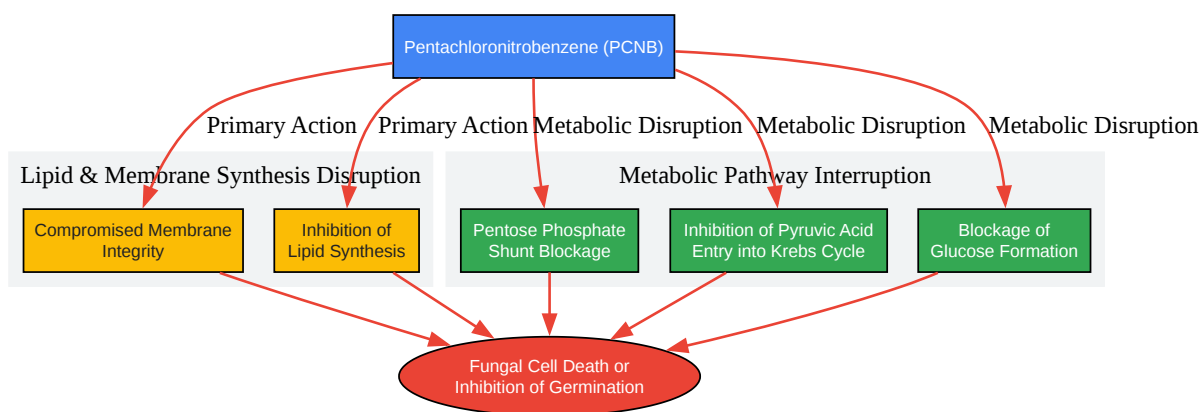 Pentachloronitrobenzene (PCNB)
Primary Action
Primary Action
Metabolic Disruption
Metabolic Disruption
Metabolic Disruption
Lipid & Membrane Synthesis Disruption
Metabolic Pathway Interruption
Compromised Membrane
Integrity
Inhibition of
Lipid Synthesis
Pentose Phosphate
Shunt Blockage
Inhibition of Pyruvic Acid
Entry into Krebs Cycle
Blockage of
Glucose Formation
Fungal Cell Death or
Inhibition of Germination